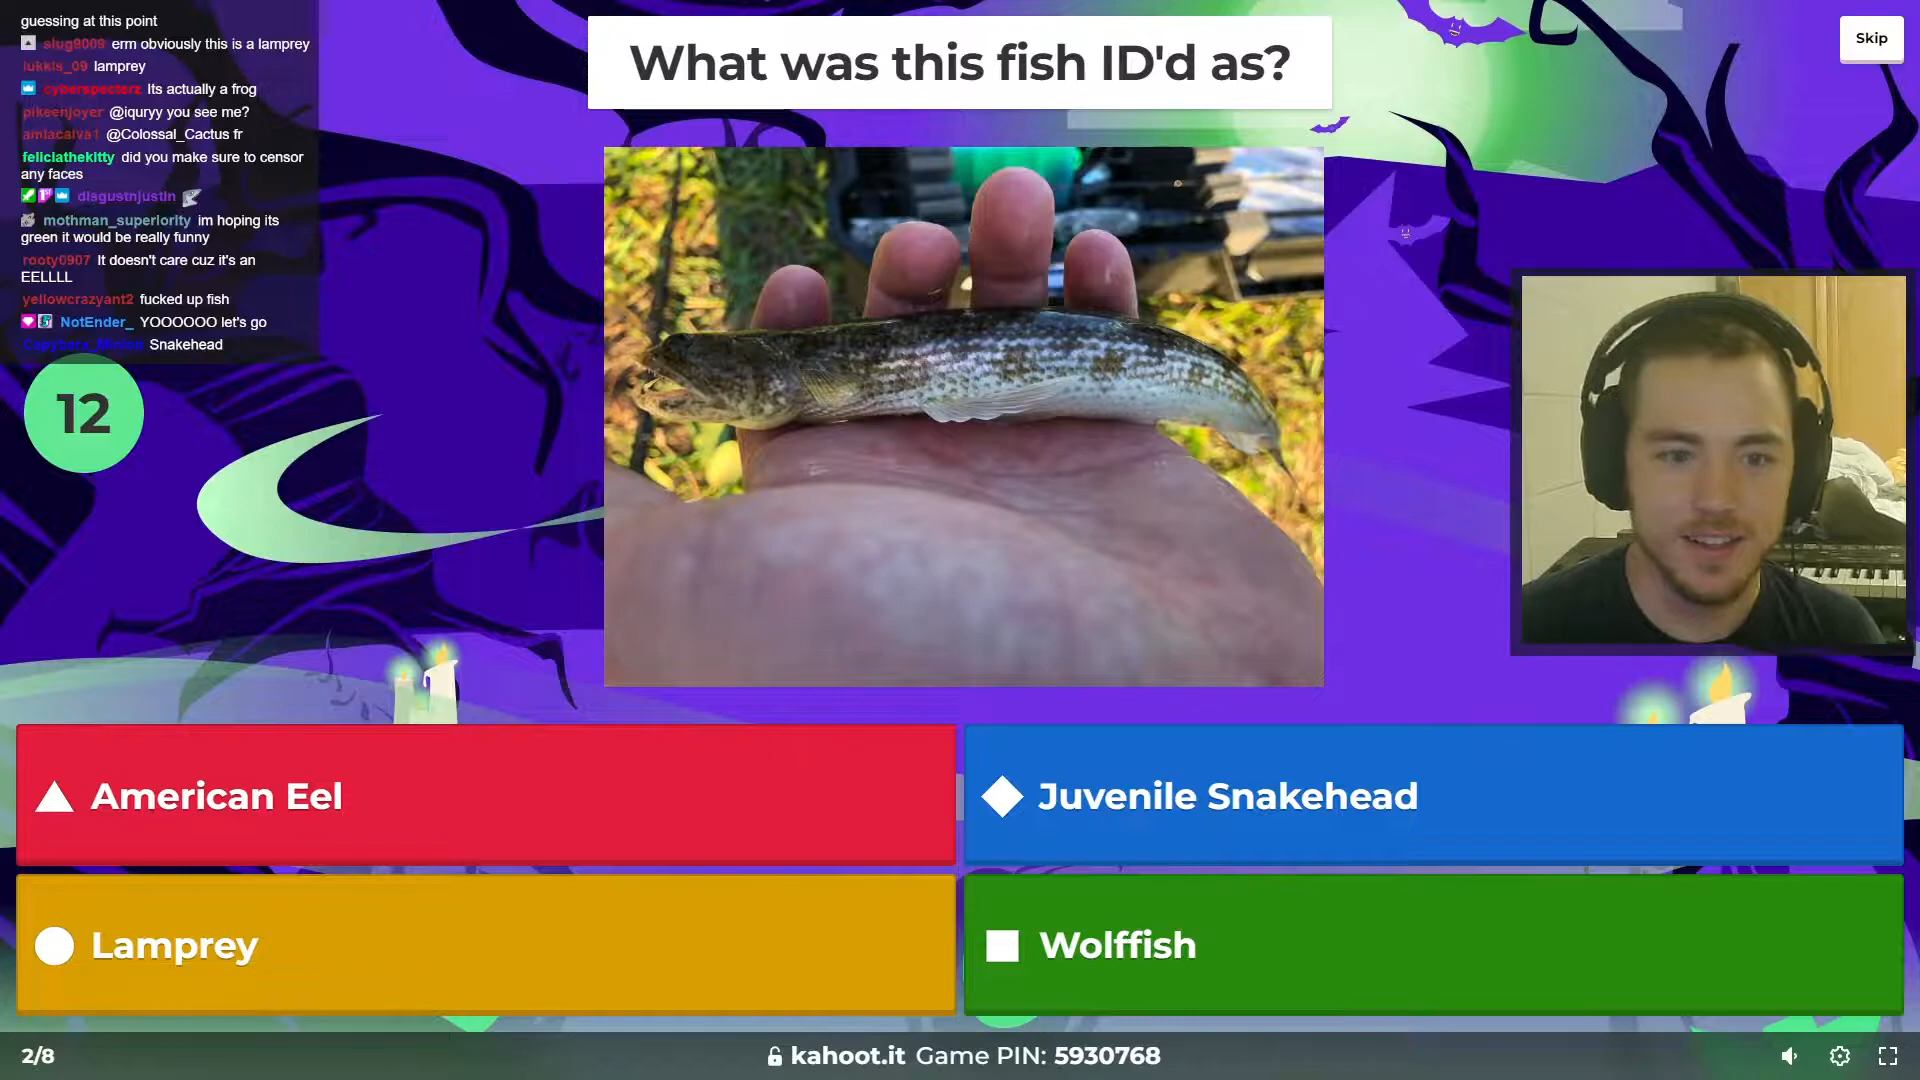 guessing at this point
slug9009 erm obviously this is a lamprey
lukkis_09 lamprey
cyberspecterz Its actually a frog
pikeenjoyer @iquryy you see me?
amiacalva1 @Colossal_Cactus fr
feliciathekitty did you make sure to censor
any faces
disgustnjustin
mothman_superiority im hoping its
green it would be really funny
rooty0907 It doesn't care cuz it's an
EELLLL
yellowcrazyant2 fucked up fish
NotEnder_ YOOOOOO let's go
Capybara_Minion Snakehead
What was this fish ID'd as?
Skip
12
American Eel
Juvenile Snakehead
Lamprey
Wolffish
2/8
kahoot.it Game PIN: 5930768